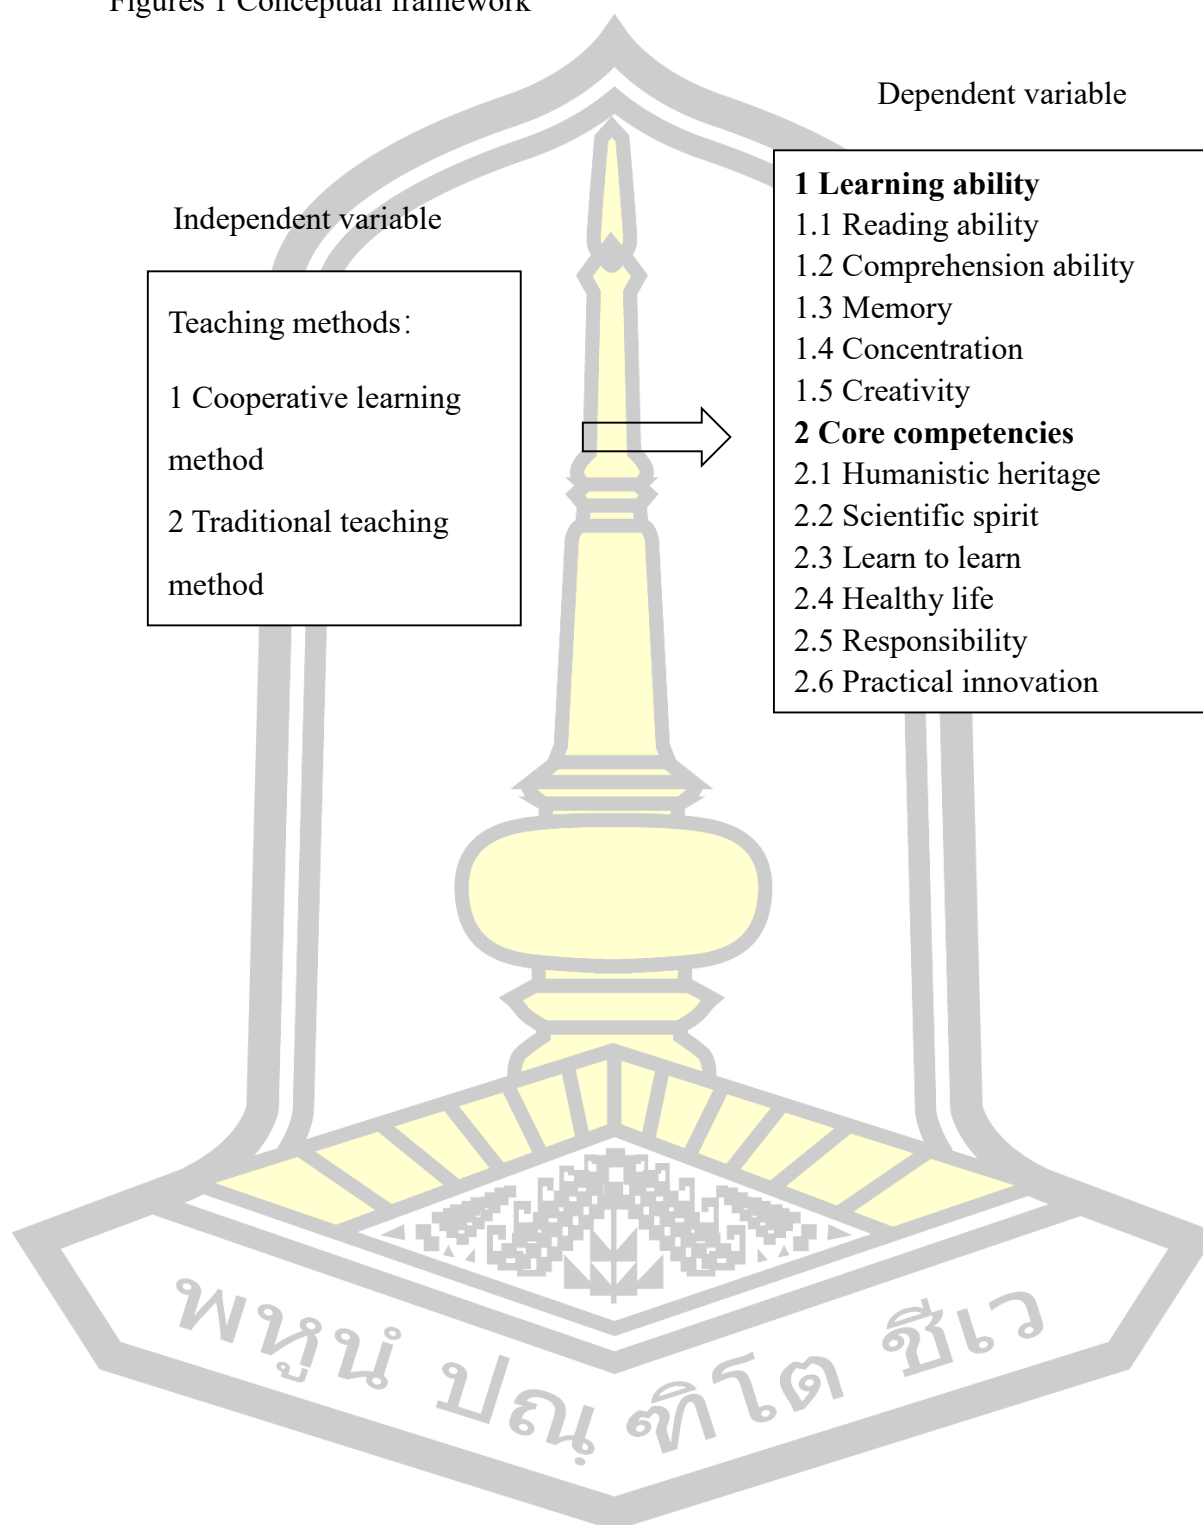 Figures 1 Conceptual framework
Dependent variable
Independent variable
Teaching methods：
1 Cooperative learning
method
2 Traditional teaching
method
1 Learning ability
1.1 Reading ability
1.2 Comprehension ability
1.3 Memory
1.4 Concentration
1.5 Creativity
2 Core competencies
2.1 Humanistic heritage
2.2 Scientific spirit
2.3 Learn to learn
2.4 Healthy life
2.5 Responsibility
2.6 Practical innovation
พหูนํ ปณฺฑิโต ชีเว